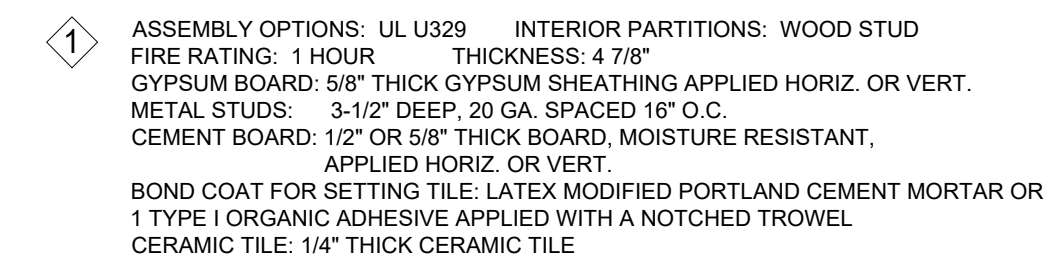 1 ASSEMBLY OPTIONS: UL U329 INTERIOR PARTITIONS: WOOD STUD
FIRE RATING: 1 HOUR THICKNESS: 4 7/8"
GYPSUM BOARD: 5/8" THICK GYPSUM SHEATHING APPLIED HORIZ. OR VERT.
METAL STUDS: 3-1/2" DEEP, 20 GA. SPACED 16" O.C.
CEMENT BOARD: 1/2" OR 5/8" THICK BOARD, MOISTURE RESISTANT,
APPLIED HORIZ. OR VERT.
BOND COAT FOR SETTING TILE: LATEX MODIFIED PORTLAND CEMENT MORTAR OR
1 TYPE I ORGANIC ADHESIVE APPLIED WITH A NOTCHED TROWEL
CERAMIC TILE: 1/4" THICK CERAMIC TILE